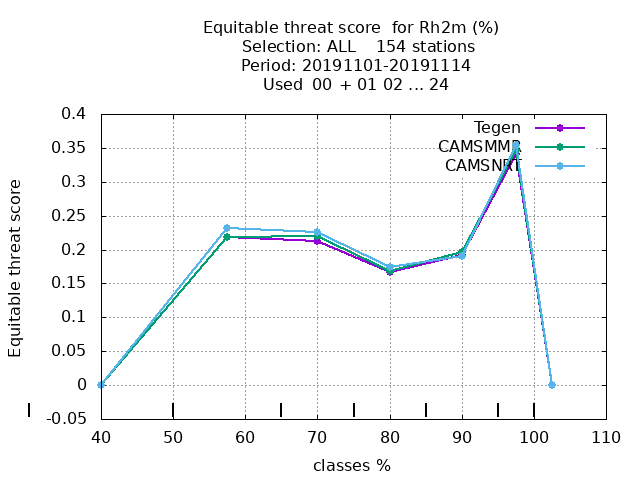 Equitable threat score  for Rh2m (%)
Selection: ALL    154 stations
Period: 20191101-20191114
Used  00 + 01 02 ... 24
Tegen
CAMSMMR
CAMSNRT
0.4
0.35
0.3
0.25
0.2
0.15
0.1
0.05
0
-0.05
Equitable threat score
40 50 60 70 80 90 100 110
classes %